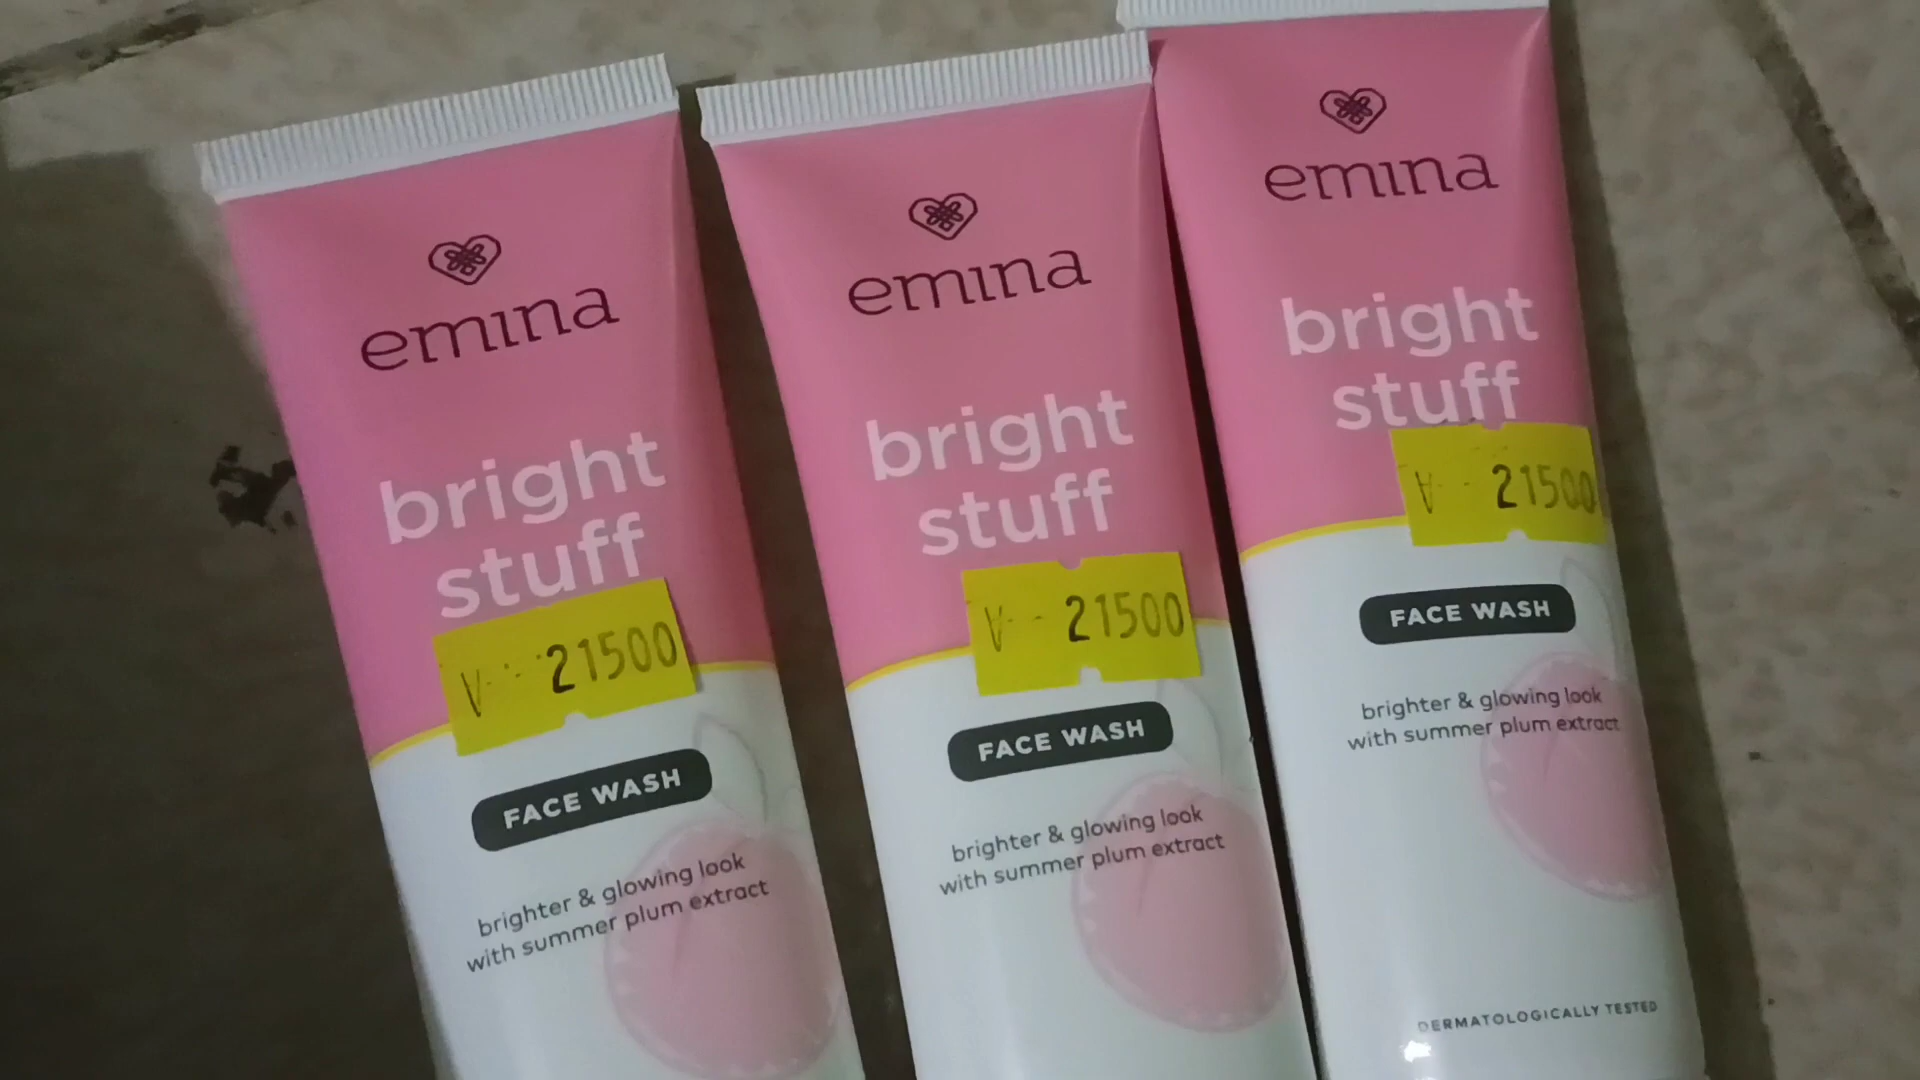 emina
bright
stuff
V 21500
FACE WASH
brighter & glowing look
with summer plum extract
emina
bright
stuff
V 21500
FACE WASH
brighter & glowing look
with summer plum extract
emina
bright
stuff
V 21500
FACE WASH
brighter & glowing look
with summer plum extract
DERMATOLOGICALLY TESTED